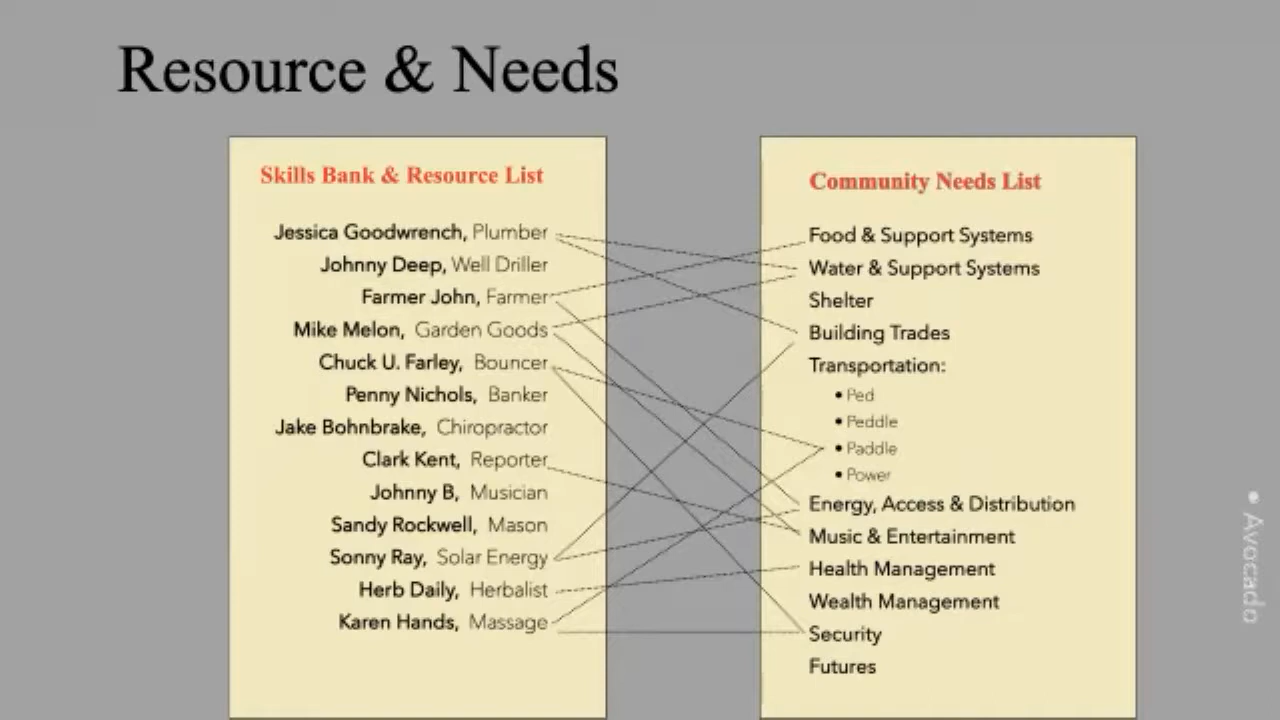 Resource & Needs
Skills Bank & Resource List
Jessica Goodwrench, Plumber
Johnny Deep, Well Driller
Farmer John, Farmer
Mike Melon, Garden Goods
Chuck U. Farley, Bouncer
Penny Nichols, Banker
Jake Bohnbrake, Chiropractor
Clark Kent, Reporter
Johnny B, Musician
Sandy Rockwell, Mason
Sonny Ray, Solar Energy
Herb Daily, Herbalist
Karen Hands, Massage
Community Needs List
Food & Support Systems
Water & Support Systems
Shelter
Building Trades
Transportation:
• Ped
• Peddle
• Paddle
• Power
Energy, Access & Distribution
Music & Entertainment
Health Management
Wealth Management
Security
Futures
• Avocado